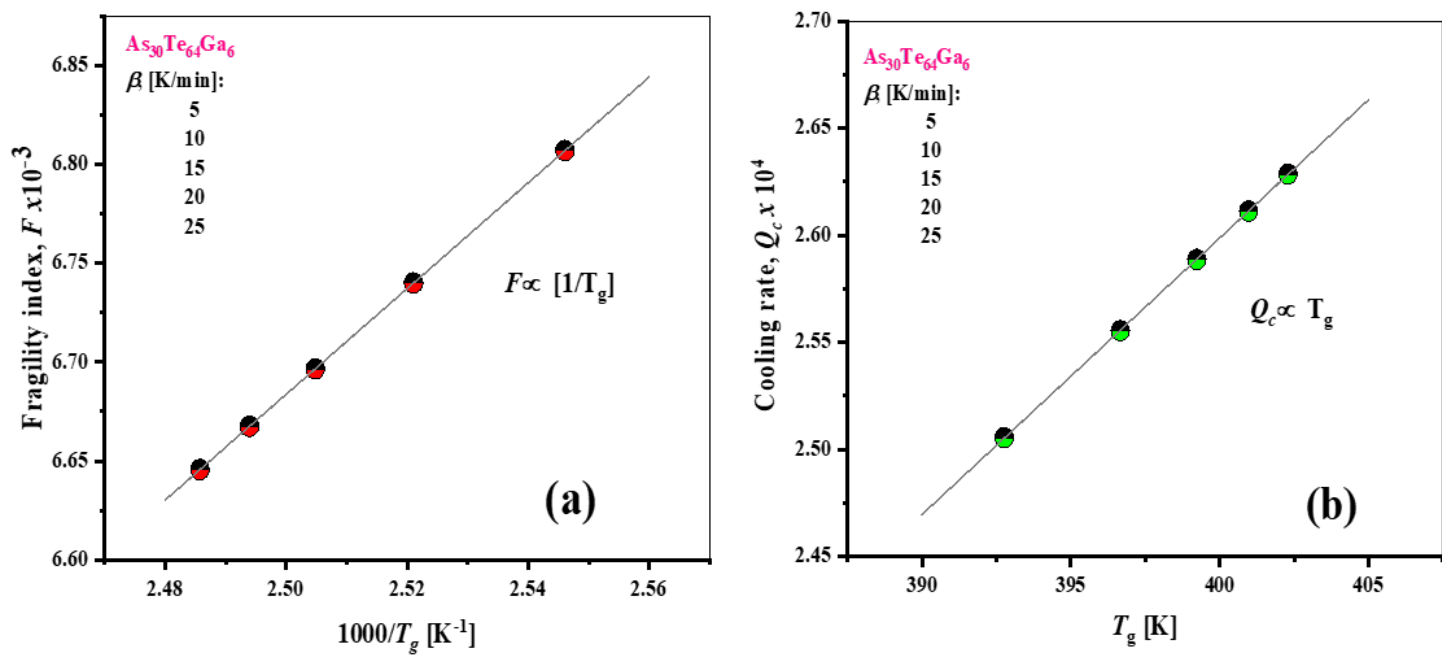 As₃₀Te₆₄Ga₆
β, [K/min]:
5
10
15
20
25
F∝ [1/Tg]
(a)
Fragility index, F x10⁻³
6.85
6.80
6.75
6.70
6.65
6.60
2.48 2.50 2.52 2.54 2.56
1000/Tg [K⁻¹]
As₃₀Te₆₄Ga₆
β, [K/min]:
5
10
15
20
25
Qc∝ Tg
(b)
Cooling rate, Qc x 10⁴
2.70
2.65
2.60
2.55
2.50
2.45
390 395 400 405
Tg [K]